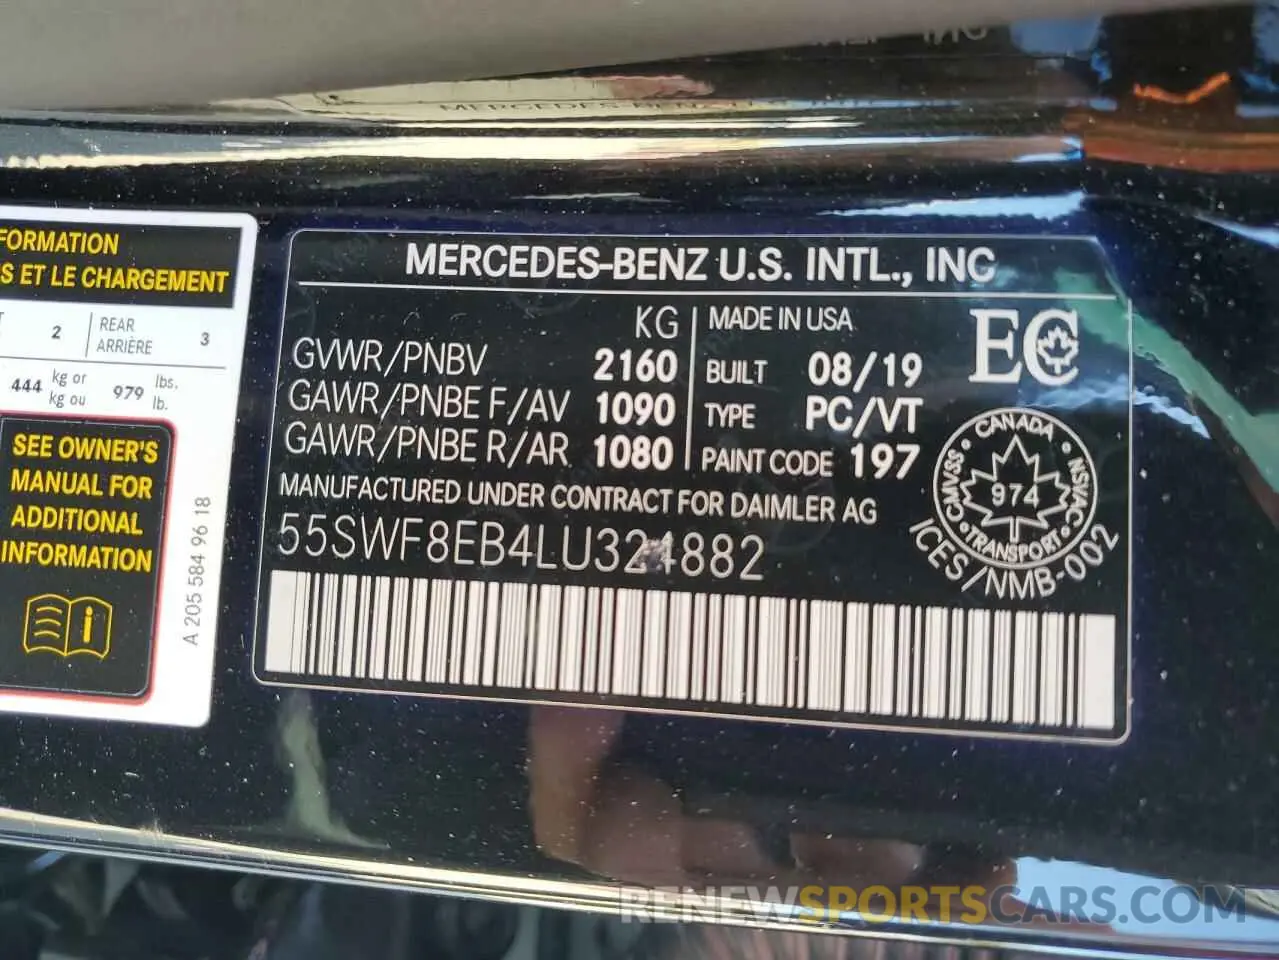 MERCEDES-BENZ
FORMATION
S ET LE CHARGEMENT
2 REAR ARRIÈRE 3
444 kg or kg ou 979 lbs. lb.
SEE OWNER'S
MANUAL FOR
ADDITIONAL
INFORMATION
A 205 584 96 18
MERCEDES-BENZ U.S. INTL., INC
KG
GVWR/PNBV 2160
GAWR/PNBE F/AV 1090
GAWR/PNBE R/AR 1080
MADE IN USA
BUILT 08/19
TYPE PC/VT
PAINT CODE 197
EC
CANADA
CMVSS 974 NSVAC
TRANSPORT
ICES/NMB-002
MANUFACTURED UNDER CONTRACT FOR DAIMLER AG
55SWF8EB4LU324882
RENEWSPORTSCARS.COM